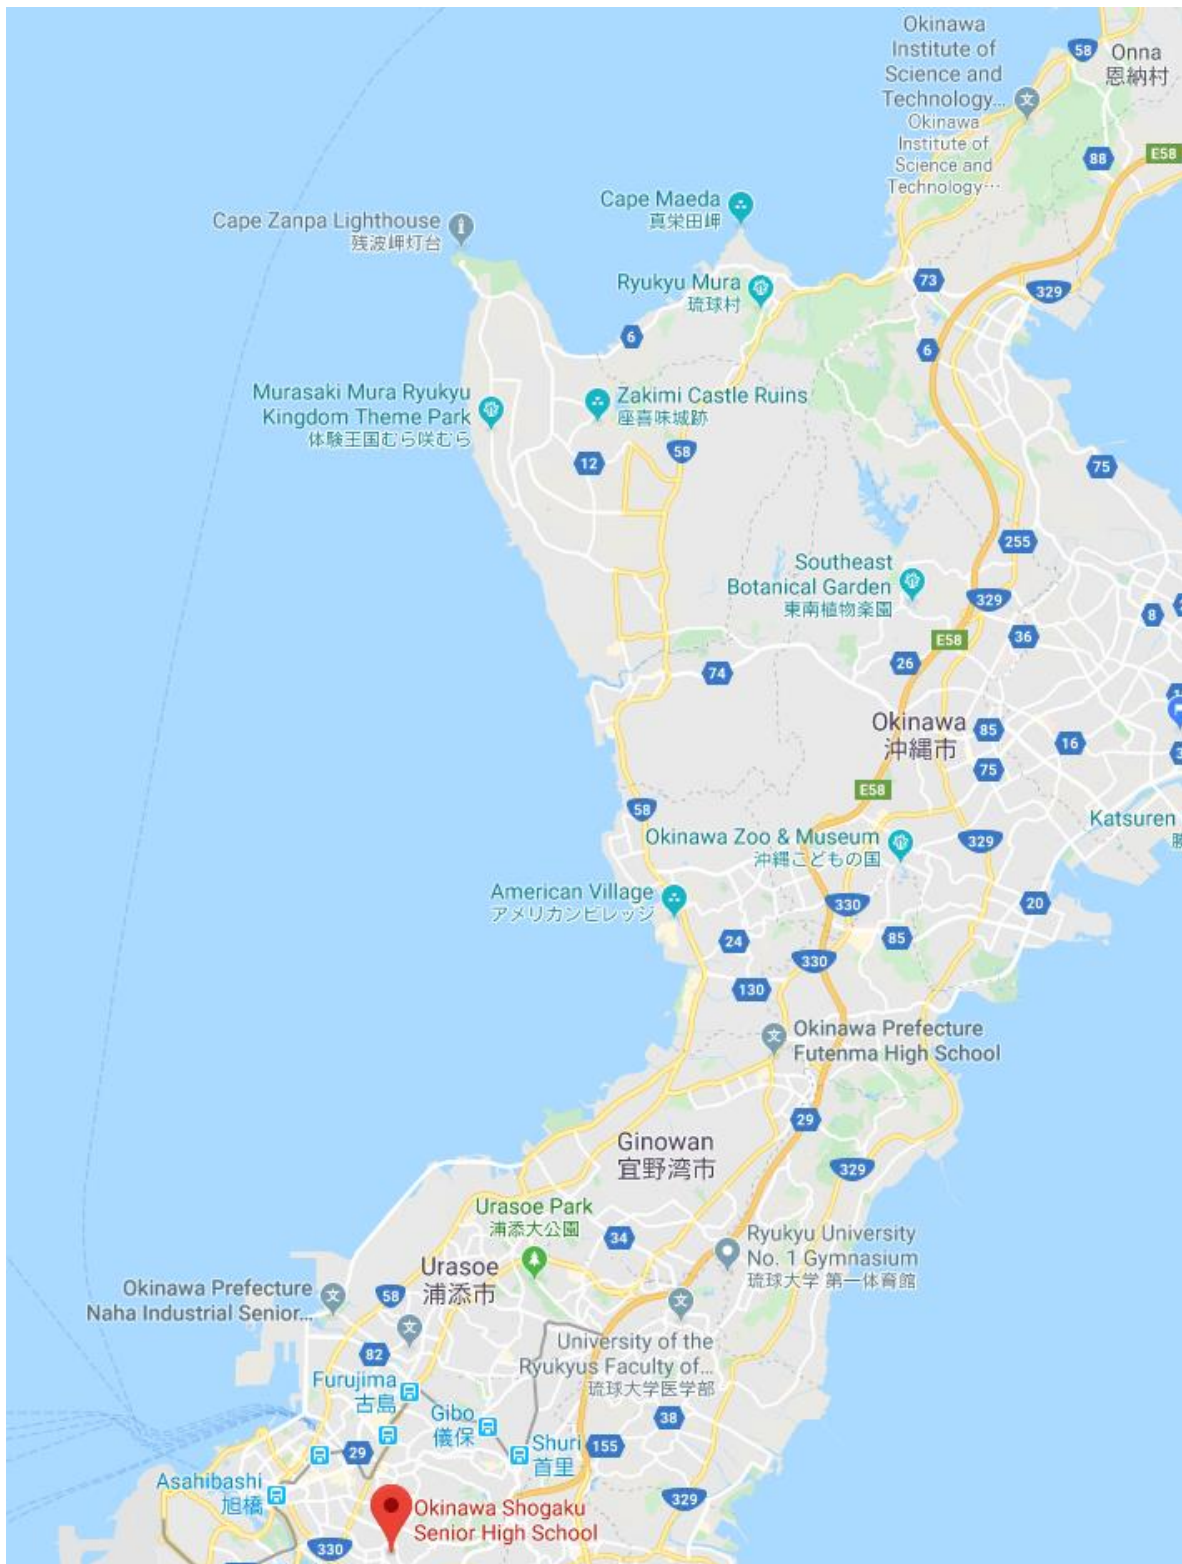 Okinawa
Institute of
Science and
Technology...
Okinawa
Institute of
Science and
Technology…
58
Onna
恩納村
88
E58
Cape Maeda
真栄田岬
Cape Zanpa Lighthouse
残波岬灯台
Ryukyu Mura
琉球村
73
329
6
6
Murasaki Mura Ryukyu
Kingdom Theme Park
体験王国むら咲むら
Zakimi Castle Ruins
座喜味城跡
58
12
75
255
Southeast
Botanical Garden
東南植物楽園
329
8
E58
36
26
74
Okinawa
沖縄市
85
16
75
E58
58
Okinawa Zoo & Museum
沖縄こどもの国
329
Katsuren
American Village
アメリカンビレッジ
330
20
24
85
330
130
Okinawa Prefecture
Futenma High School
29
Ginowan
宜野湾市
329
Urasoe Park
浦添大公園
34
Ryukyu University
No. 1 Gymnasium
琉球大学 第一体育館
Urasoe
浦添市
Okinawa Prefecture
Naha Industrial Senior...
58
文
University of the
Ryukyus Faculty of...
琉球大学医学部
82
Furujima
古島
Gibo
儀保
38
29
Shuri
首里
155
Asahibashi
旭橋
329
Okinawa Shogaku
Senior High School
330